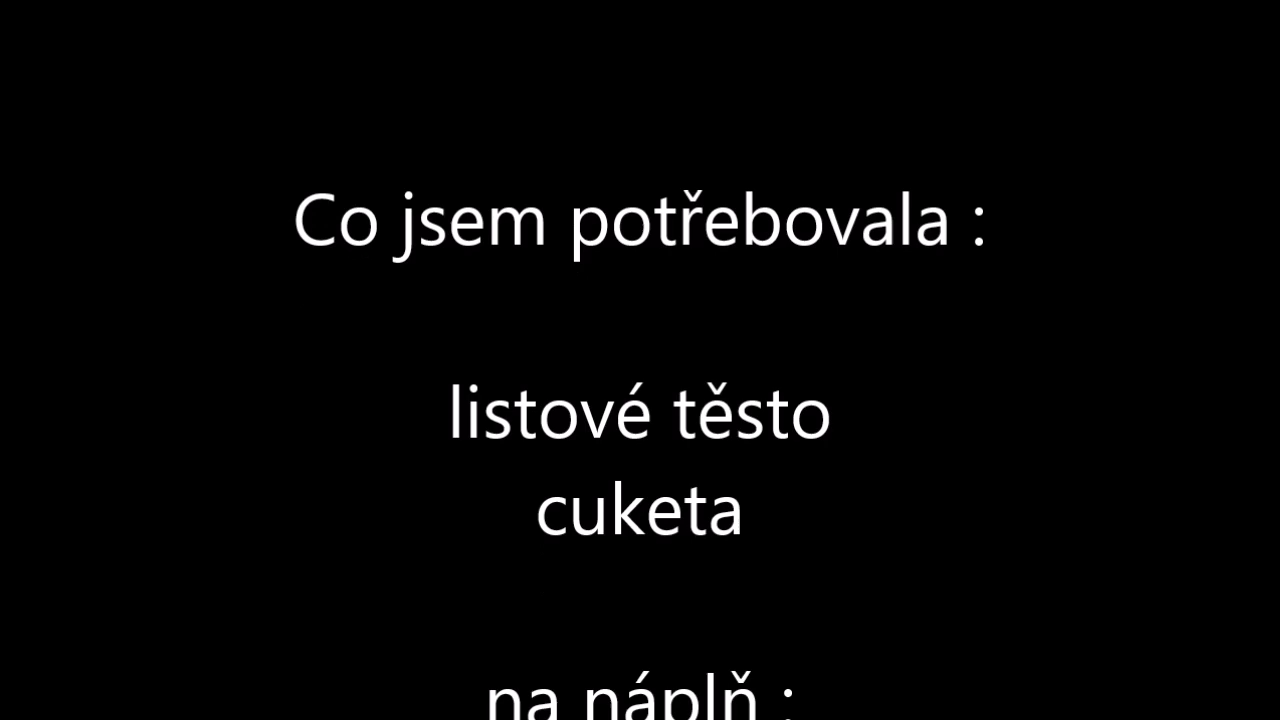 Co jsem potřebovala :
listové těsto
cuketa
na náplň :